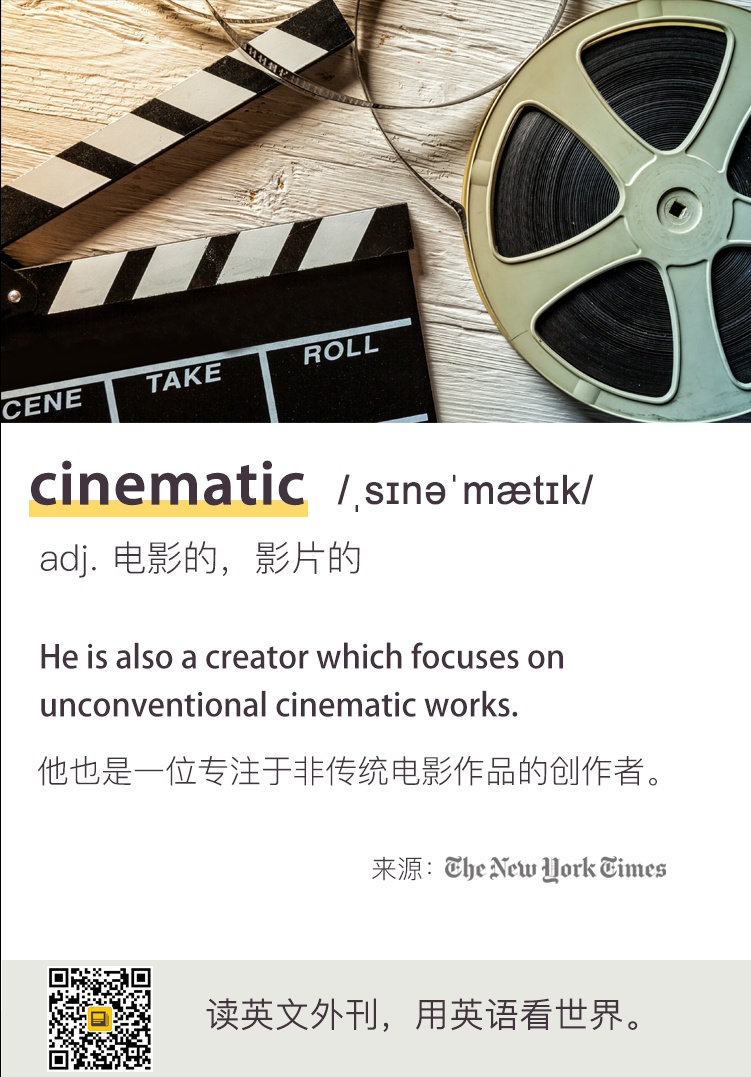 CENE
TAKE
ROLL
cinematic /ˌsɪnəˈmætɪk/
adj. 电影的，影片的
He is also a creator which focuses on
unconventional cinematic works.
他也是一位专注于非传统电影作品的创作者。
来源：The New York Times
读英文外刊，用英语看世界。